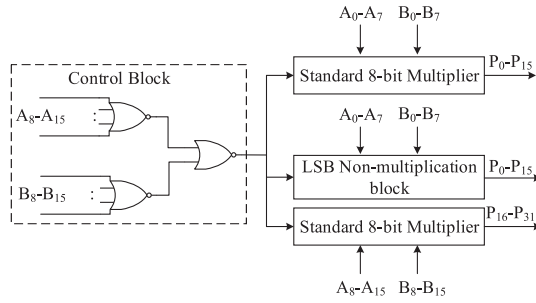 A₀-A₇ B₀-B₇
Standard 8-bit Multiplier
P₀-P₁₅
Control Block
A₈-A₁₅
:
A₀-A₇ B₀-B₇
LSB Non-multiplication
block
P₀-P₁₅
B₈-B₁₅
:
Standard 8-bit Multiplier
P₁₆-P₃₁
A₈-A₁₅ B₈-B₁₅